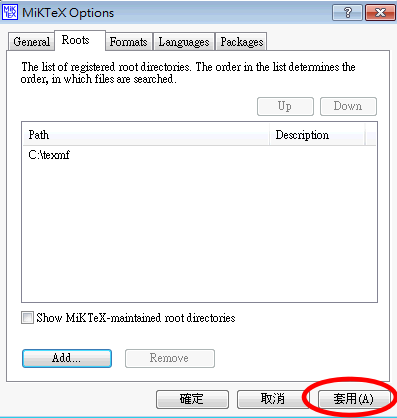 MiKTeX Options
General Roots Formats Languages Packages
The list of registered root directories. The order in the list determines the
order, in which files are searched.
Up Down
Path Description
C:\texmf
Show MiKTeX-maintained root directories
Add... Remove
確定 取消 套用(A)